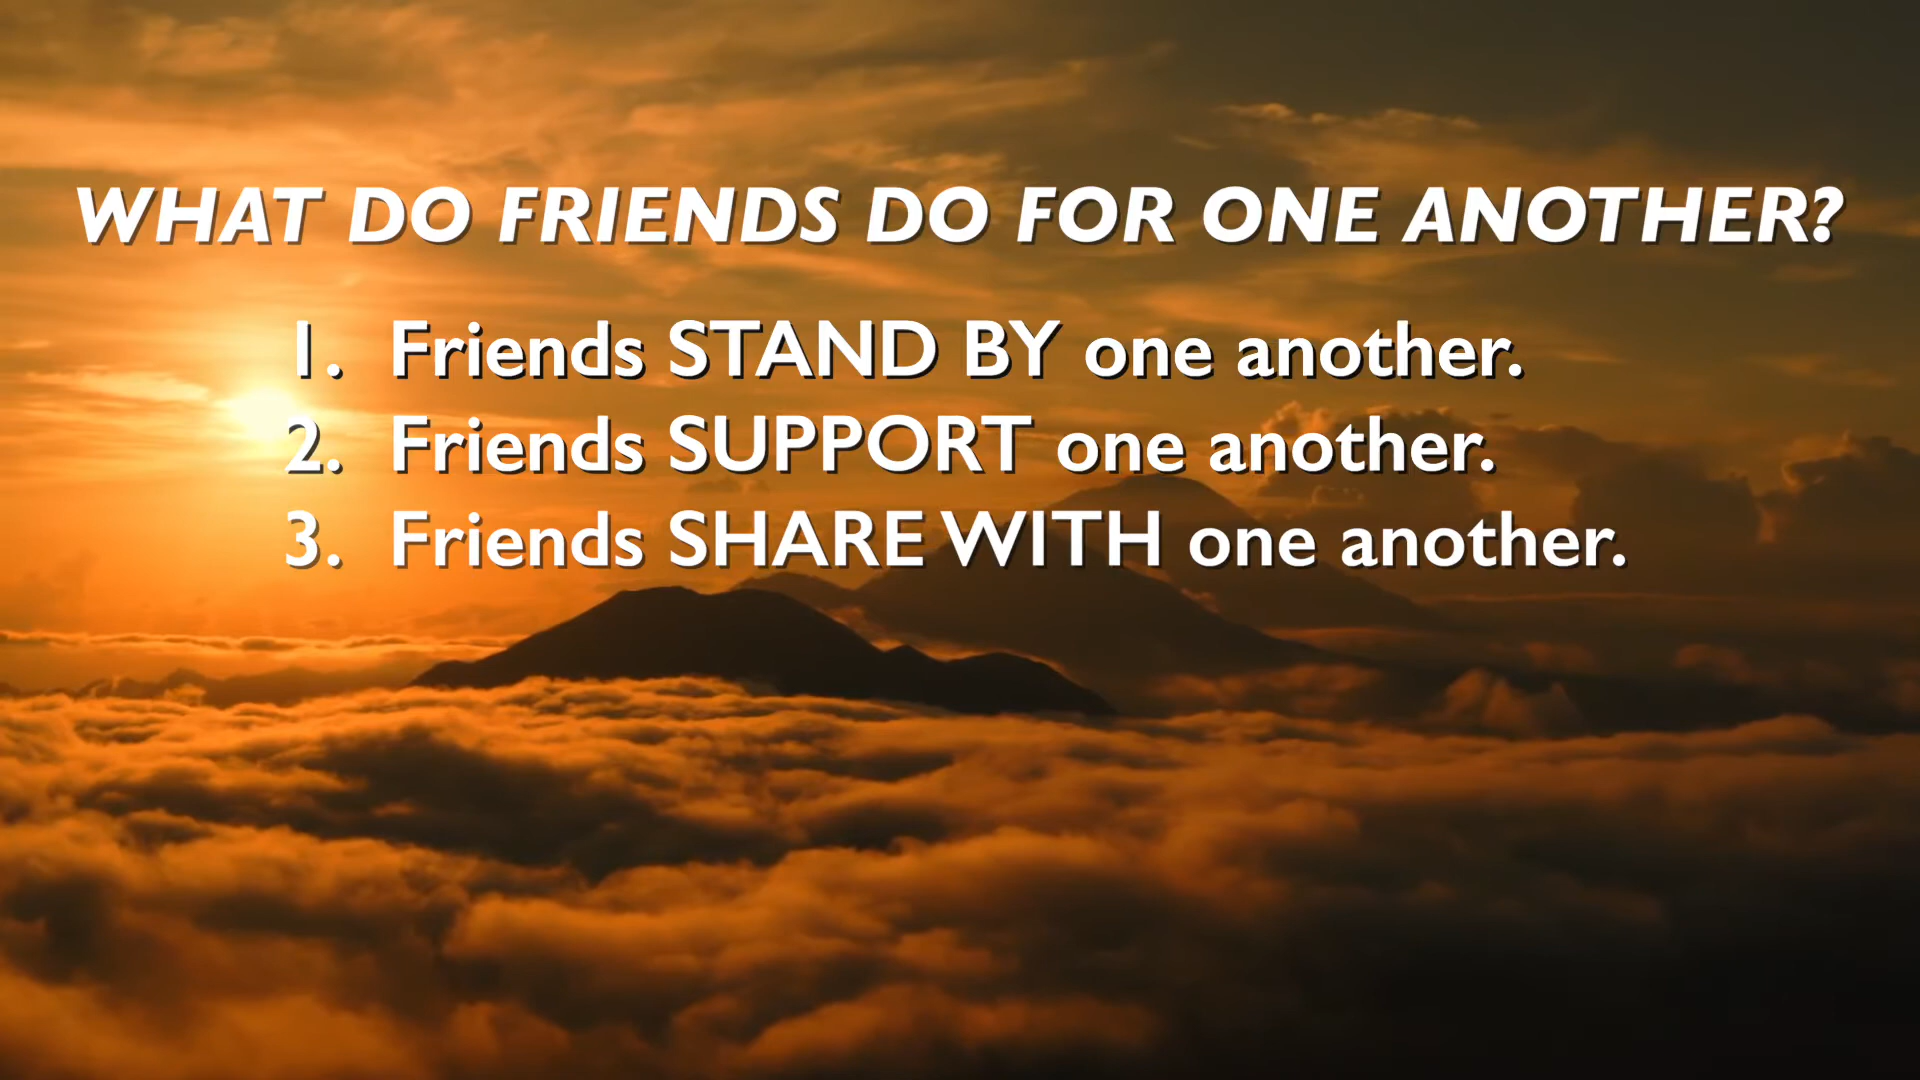 WHAT DO FRIENDS DO FOR ONE ANOTHER?
1. Friends STAND BY one another.
2. Friends SUPPORT one another.
3. Friends SHARE WITH one another.